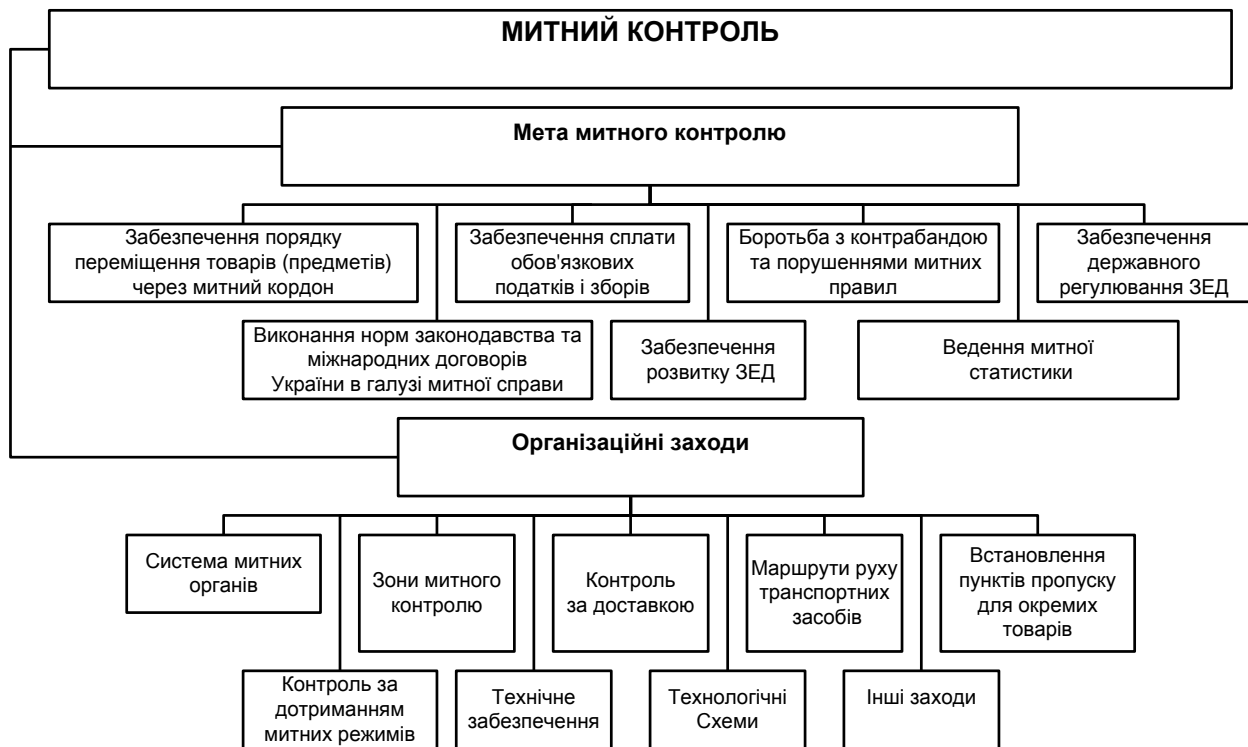 МИТНИЙ КОНТРОЛЬ
Мета митного контролю
Забезпечення порядку
переміщення товарів (предметів)
через митний кордон
Забезпечення сплати
обов'язкових
податків і зборів
Боротьба з контрабандою
та порушеннями митних
правил
Забезпечення
державного
регулювання ЗЕД
Виконання норм законодавства та
міжнародних договорів
України в галузі митної справи
Забезпечення
розвитку ЗЕД
Ведення митної
статистики
Організаційні заходи
Система митних
органів
Зони митного
контролю
Контроль
за доставкою
Маршрути руху
транспортних
засобів
Встановлення
пунктів пропуску
для окремих
товарів
Контроль за
дотриманням
митних режимів
Технічне
забезпечення
Технологічні
Схеми
Інші заходи